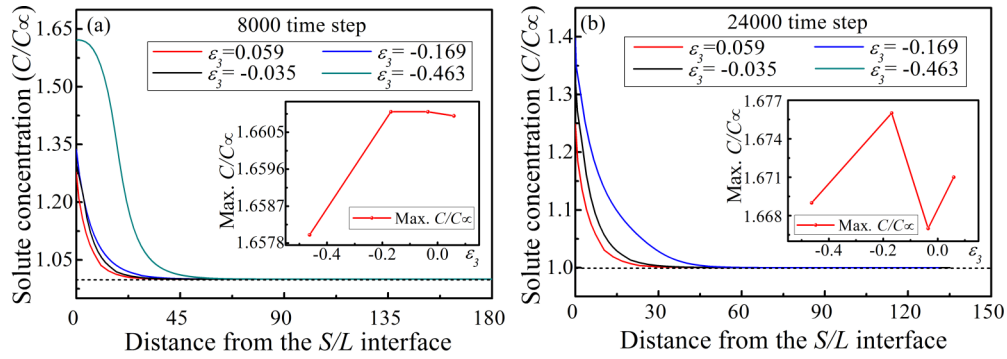 (a)
8000 time step
ε3=0.059
ε3= -0.169
ε3= -0.035
ε3= -0.463
Solute concentration (C/C∝)
1.65
1.50
1.35
1.20
1.05
Max. C/C∝
1.6605
1.6596
1.6587
1.6578
Max. C/C∝
-0.4
-0.2
0.0
ε3
0
45
90
135
180
Distance from the S/L interface
(b)
24000 time step
ε3=0.059
ε3= -0.169
ε3= -0.035
ε3= -0.463
Solute concentration (C/C∝)
1.4
1.3
1.2
1.1
1.0
Max. C/C∝
1.677
1.674
1.671
1.668
Max. C/C∝
-0.4
-0.2
0.0
ε3
0
30
60
90
120
150
Distance from the S/L interface